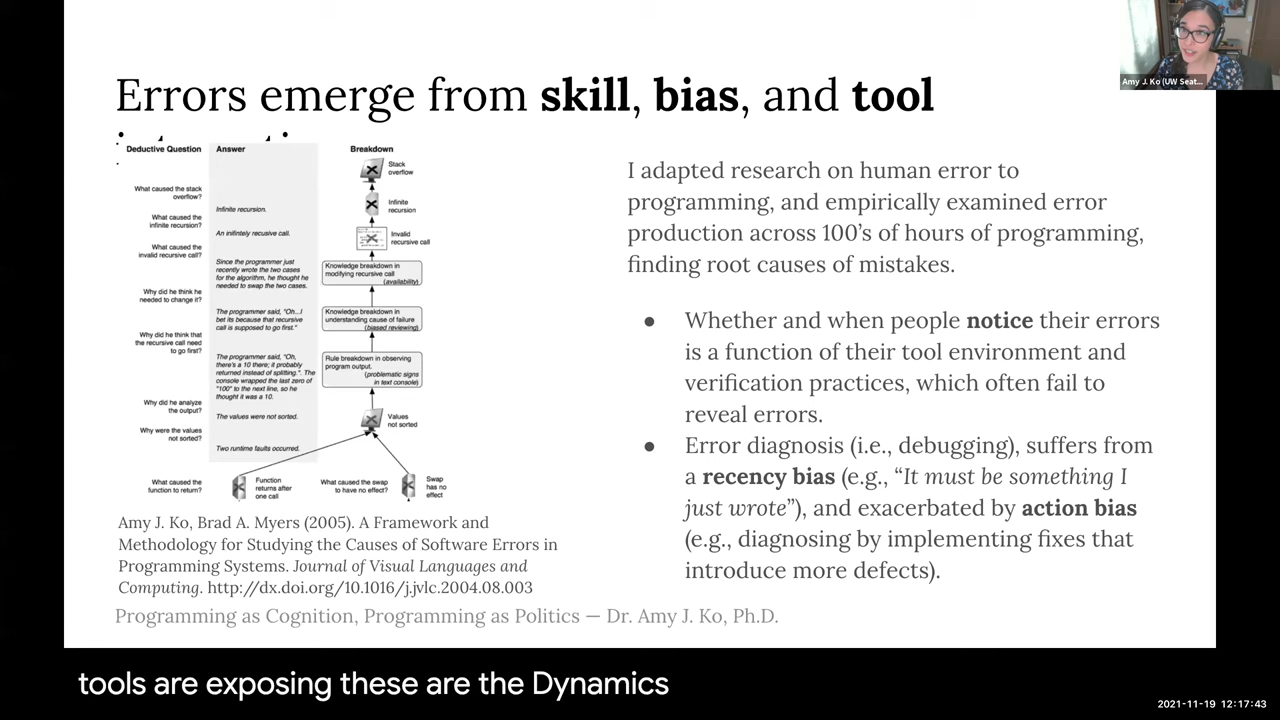 Errors emerge from skill, bias, and tool
Deductive Question
Answer
Breakdown
Stack
overflow
What caused the stack
overflow?
Infinite recursion.
Infinite
recursion
What caused the
infinite recursion?
An infinitely recusive call.
Invalid
recursive call
What caused the
invalid recursive call?
Since the programmer just
recently wrote the two cases
for the algorithm, he thought he
needed to swap the two cases.
Knowledge breakdown in
modifying recursive call
(availability)
Why did he think he
needed to change it?
The programmer said, "Oh...I
bet its because that recursive
call is supposed to go first."
Knowledge breakdown in
understanding cause of failure
(biased reviewing)
Why did he think that
the recursive call need
to go first?
The programmer said, "Oh,
there's a 10 there; it probably
returned instead of splitting.". The
console wrapped the last zero of
"100" to the next line, so he
thought it was a 10.
Rule breakdown in observing
program output.
(problematic signs
in text console)
Why did he analyze
the output?
The values were not sorted.
Values
not sorted
Why were the values
not sorted?
Two runtime faults occurred.
What caused the
function to return?
Function
returns after
one call
What caused the swap
to have no effect?
Swap
has no
effect
Amy J. Ko, Brad A. Myers (2005). A Framework and
Methodology for Studying the Causes of Software Errors in
Programming Systems. Journal of Visual Languages and
Computing. http://dx.doi.org/10.1016/j.jvlc.2004.08.003
I adapted research on human error to
programming, and empirically examined error
production across 100’s of hours of programming,
finding root causes of mistakes.
● Whether and when people notice their errors
is a function of their tool environment and
verification practices, which often fail to
reveal errors.
● Error diagnosis (i.e., debugging), suffers from
a recency bias (e.g., “It must be something I
just wrote”), and exacerbated by action bias
(e.g., diagnosing by implementing fixes that
introduce more defects).
Programming as Cognition, Programming as Politics — Dr. Amy J. Ko, Ph.D.
Amy J. Ko (UW Seat...
tools are exposing these are the Dynamics
2021-11-19 12:17:43